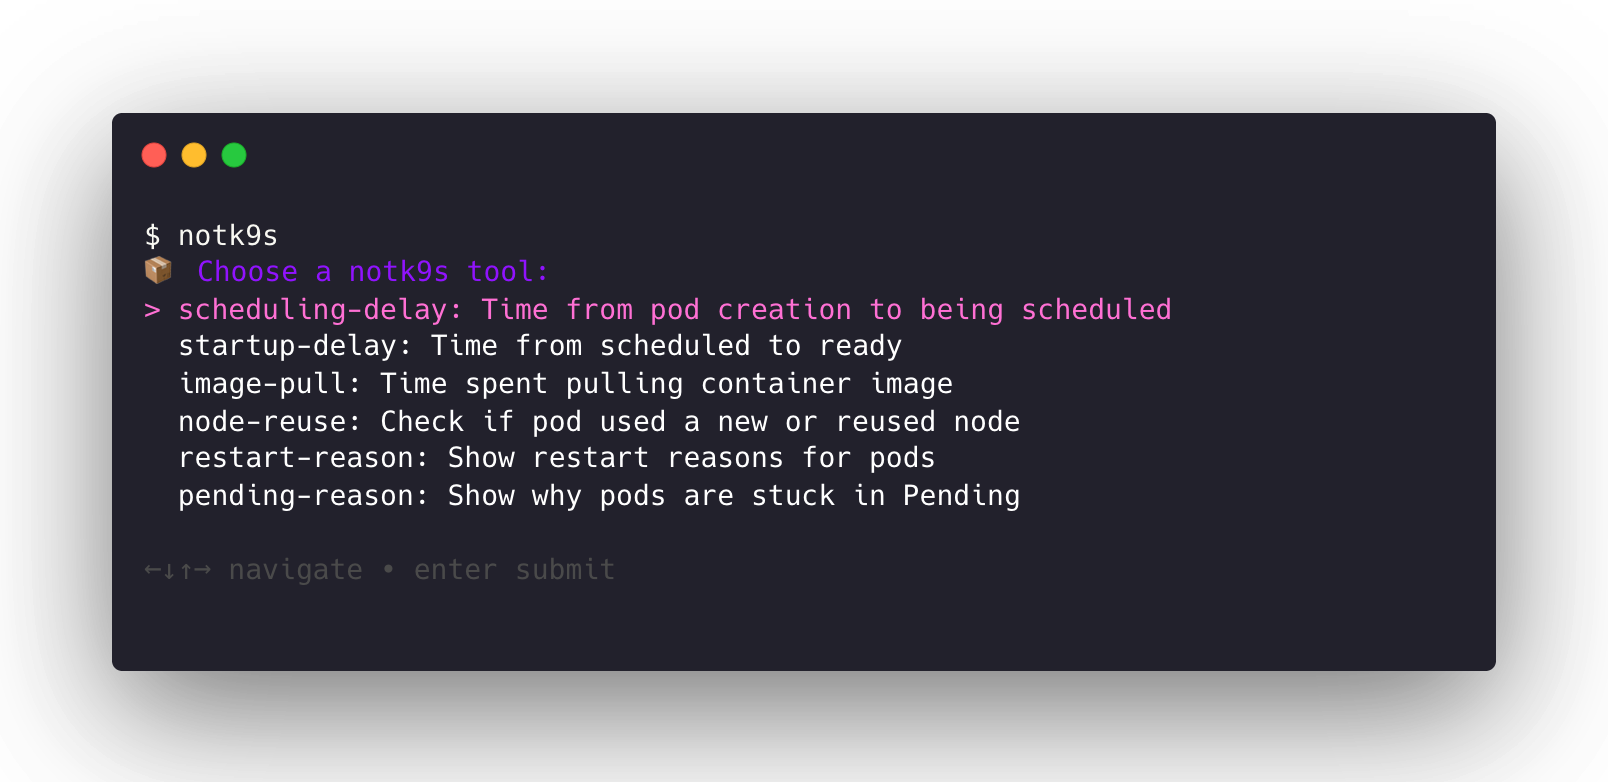 $ notk9s
📦 Choose a notk9s tool:
> scheduling-delay: Time from pod creation to being scheduled
startup-delay: Time from scheduled to ready
image-pull: Time spent pulling container image
node-reuse: Check if pod used a new or reused node
restart-reason: Show restart reasons for pods
pending-reason: Show why pods are stuck in Pending
←↓↑→ navigate • enter submit